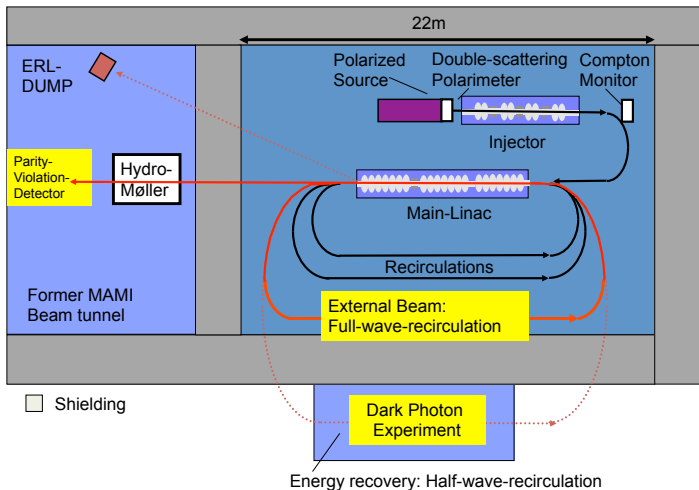 22m
ERL-
DUMP
Polarized
Source
Double-scattering
Polarimeter
Compton
Monitor
Injector
Parity-
Violation-
Detector
Hydro-
Møller
Main-Linac
Recirculations
External Beam:
Full-wave-recirculation
Former MAMI
Beam tunnel
Shielding
Dark Photon
Experiment
Energy recovery: Half-wave-recirculation